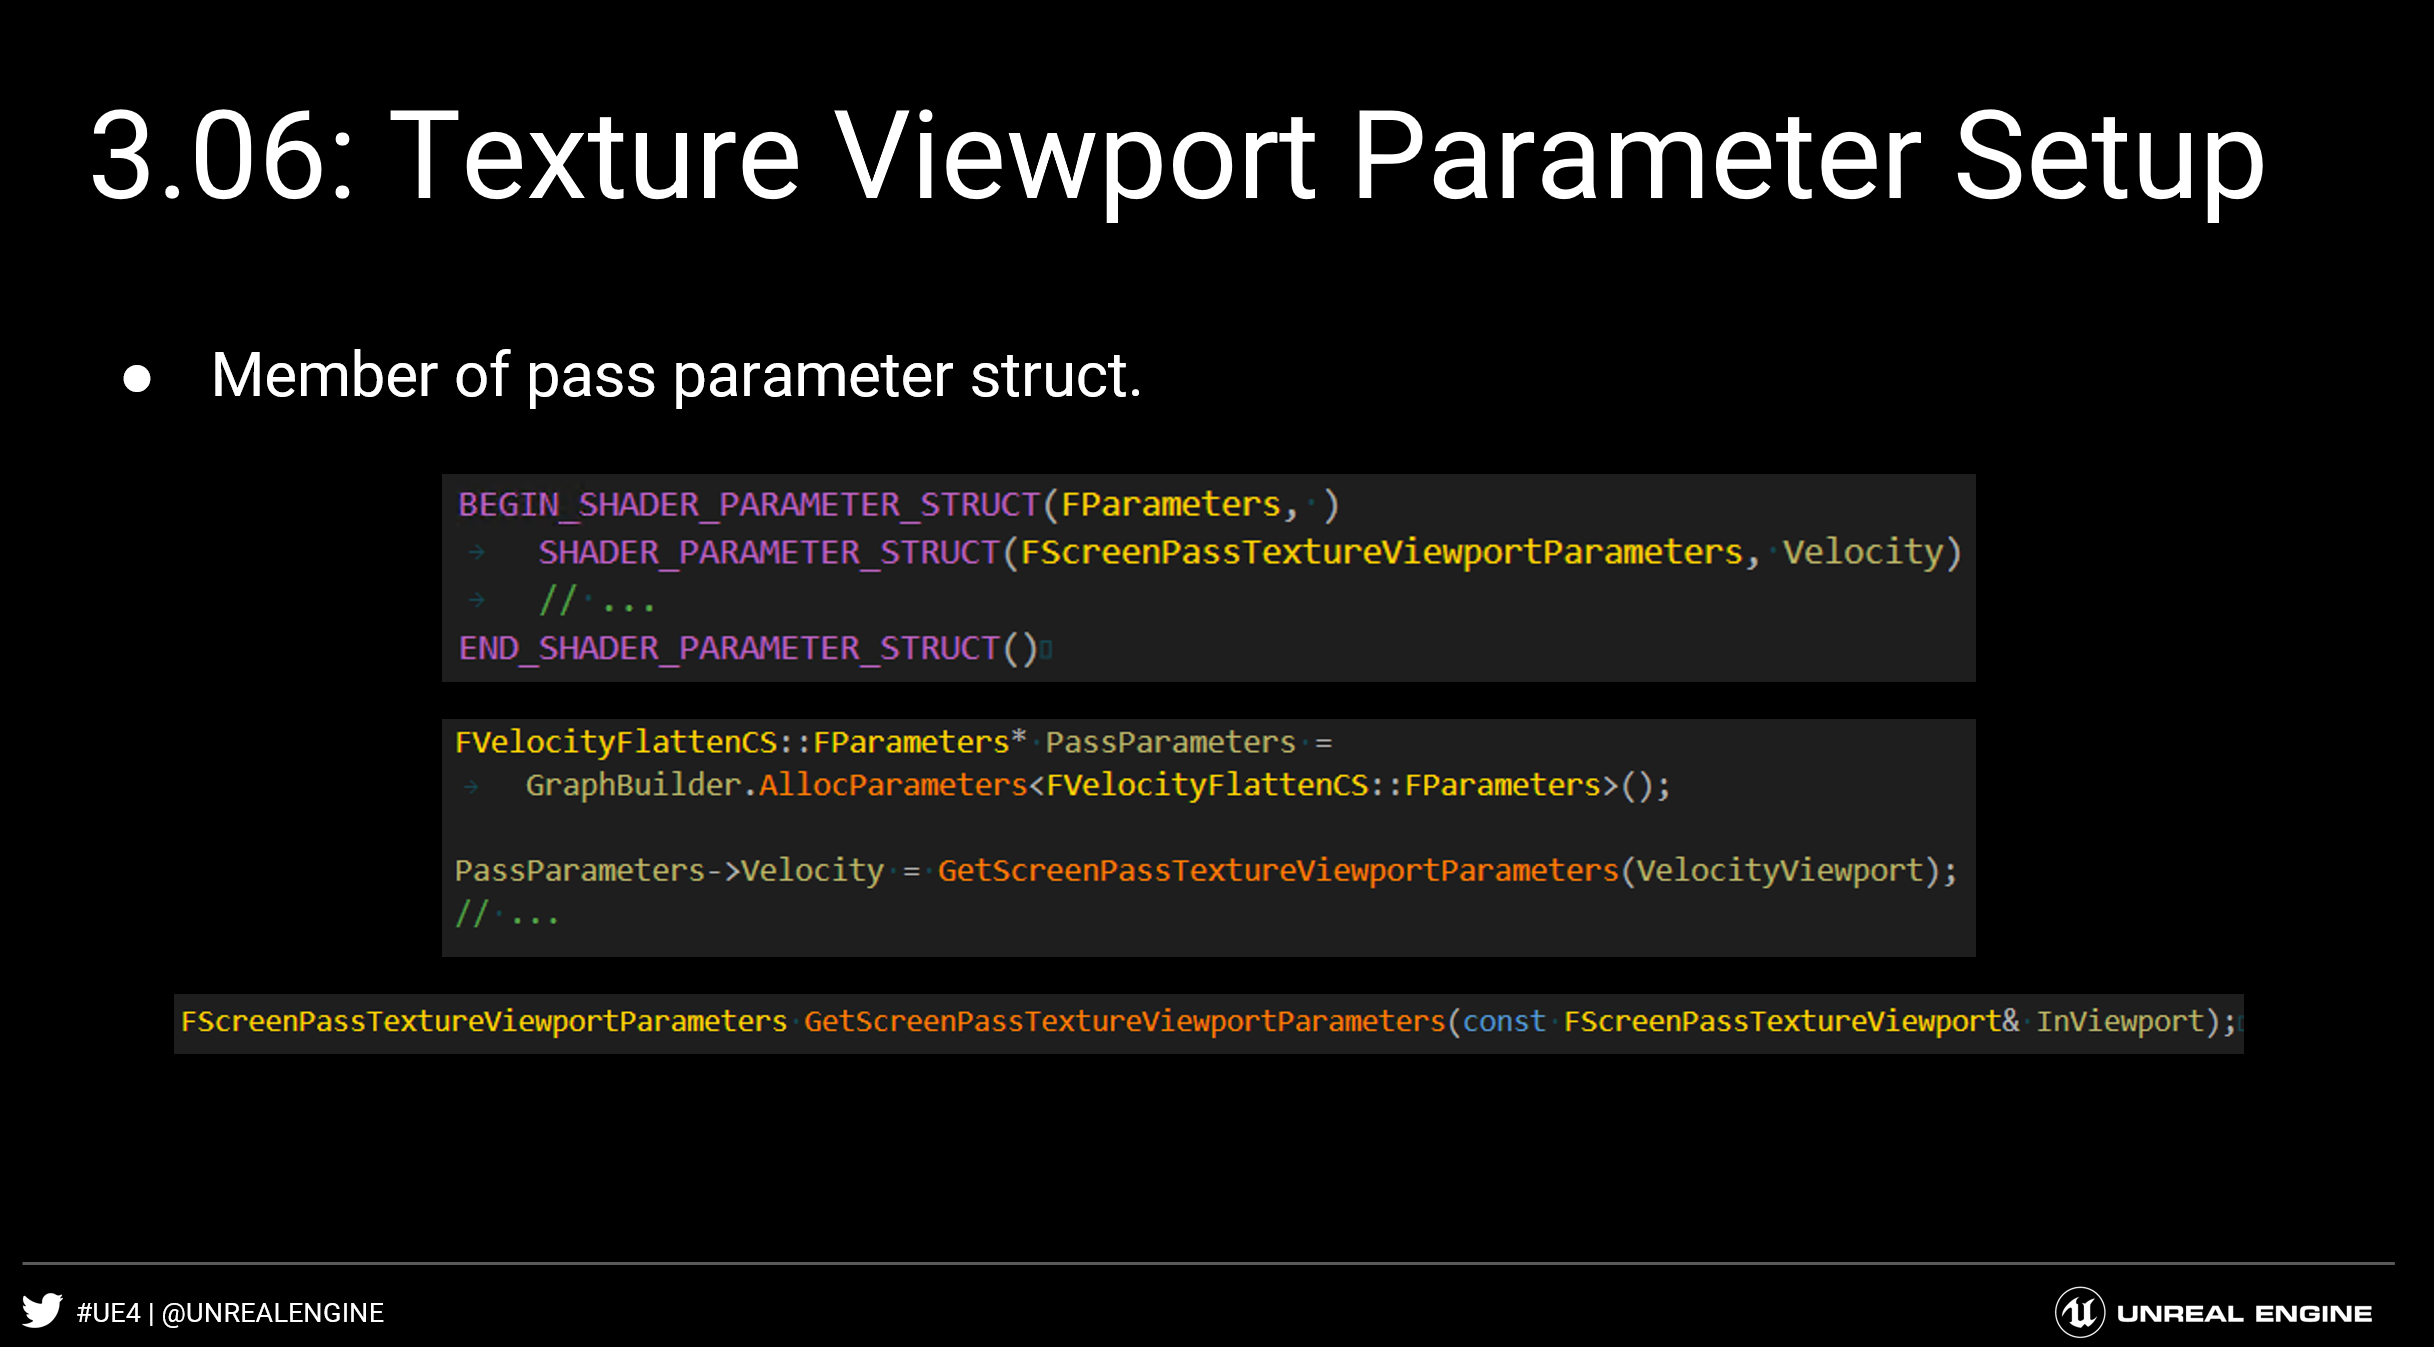 3.06: Texture Viewport Parameter Setup
● Member of pass parameter struct.
BEGIN_SHADER_PARAMETER_STRUCT(FParameters, )
SHADER_PARAMETER_STRUCT(FScreenPassTextureViewportParameters, Velocity)
// ...
END_SHADER_PARAMETER_STRUCT()
FVelocityFlattenCS::FParameters* PassParameters =
GraphBuilder.AllocParameters<FVelocityFlattenCS::FParameters>();
PassParameters->Velocity = GetScreenPassTextureViewportParameters(VelocityViewport);
// ...
FScreenPassTextureViewportParameters GetScreenPassTextureViewportParameters(const FScreenPassTextureViewport& InViewport);
#UE4 | @UNREALENGINE
UNREAL ENGINE